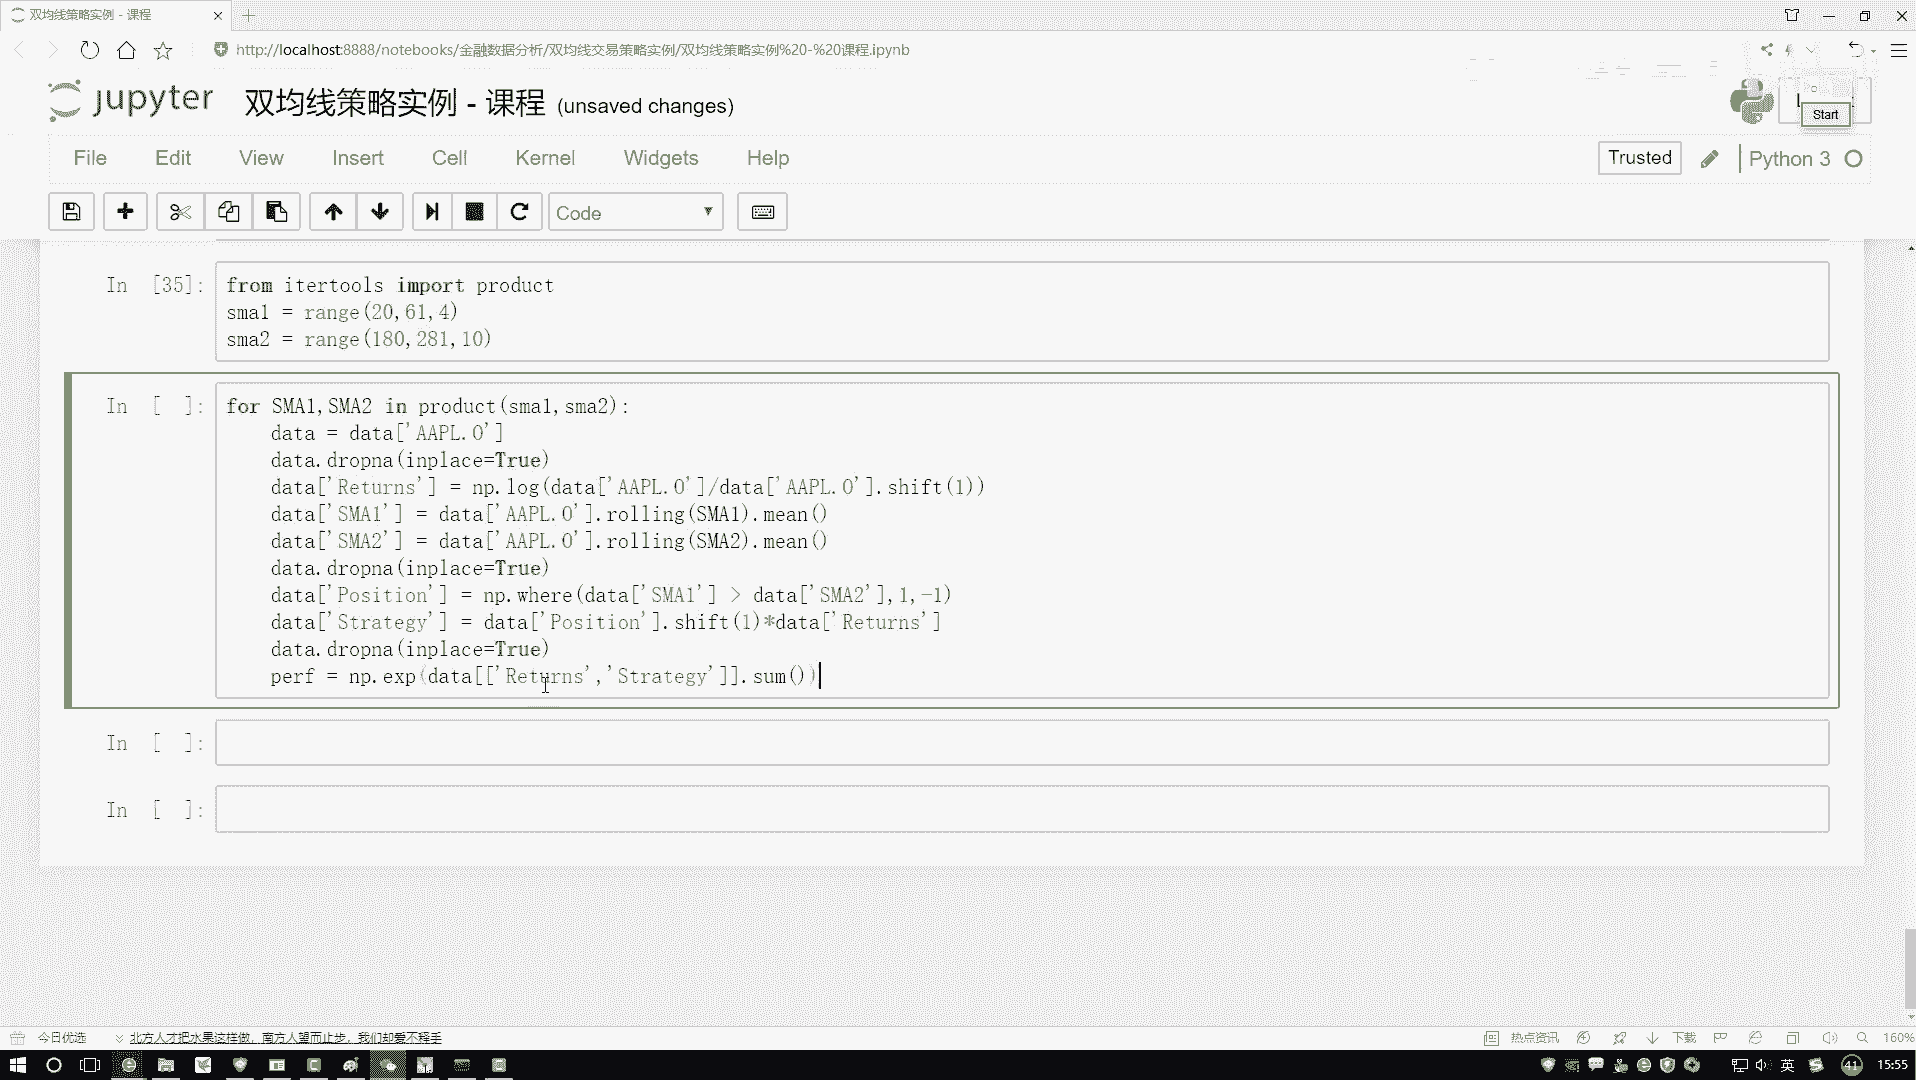 双均线策略实例 - 课程
http://localhost:8888/notebooks/金融数据分析/双均线交易策略实例/双均线策略实例%20-%20课程.ipynb
jupyter 双均线策略实例 - 课程 (unsaved changes)
Start
File Edit View Insert Cell Kernel Widgets Help
Trusted
Python 3
Code
In [35]:
from itertools import product
sma1 = range(20,61,4)
sma2 = range(180,281,10)
In [ ]:
for SMA1,SMA2 in product(sma1,sma2):
    data = data['AAPL.O']
    data.dropna(inplace=True)
    data['Returns'] = np.log(data['AAPL.O']/data['AAPL.O'].shift(1))
    data['SMA1'] = data['AAPL.O'].rolling(SMA1).mean()
    data['SMA2'] = data['AAPL.O'].rolling(SMA2).mean()
    data.dropna(inplace=True)
    data['Position'] = np.where(data['SMA1'] > data['SMA2'],1,-1)
    data['Strategy'] = data['Position'].shift(1)*data['Returns']
    data.dropna(inplace=True)
    perf = np.exp(data[['Returns','Strategy']].sum())
In [ ]:
In [ ]:
今日优选
北方人才把水果这样做，南方人望而止步，我们却爱不释手
热点资讯
下载
160%
英
41
15:55